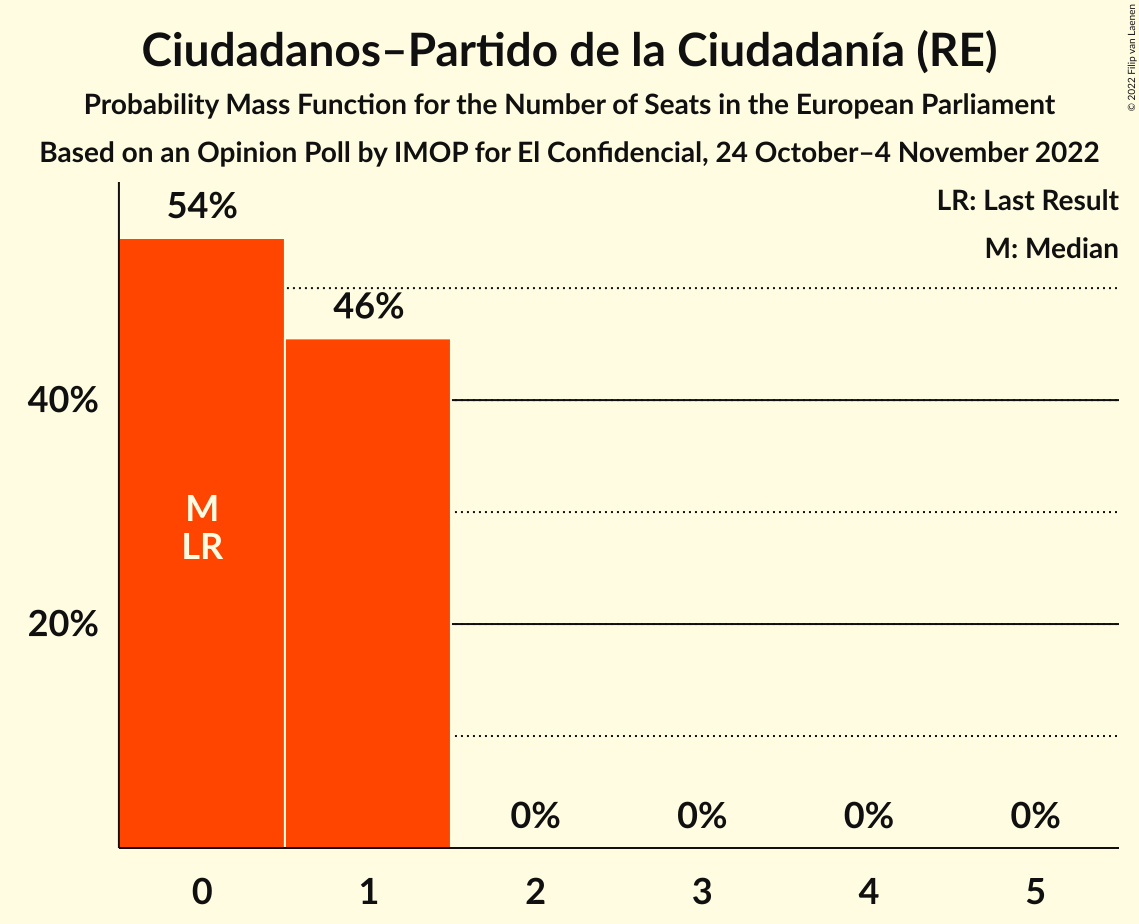 Ciudadanos–Partido de la Ciudadanía (RE)
Probability Mass Function for the Number of Seats in the European Parliament
Based on an Opinion Poll by IMOP for El Confidencial, 24 October–4 November 2022
© 2022 Filip van Laenen
LR: Last Result
M: Median
54%
46%
40%
20%
M
LR
0%
0%
0%
0%
0
1
2
3
4
5